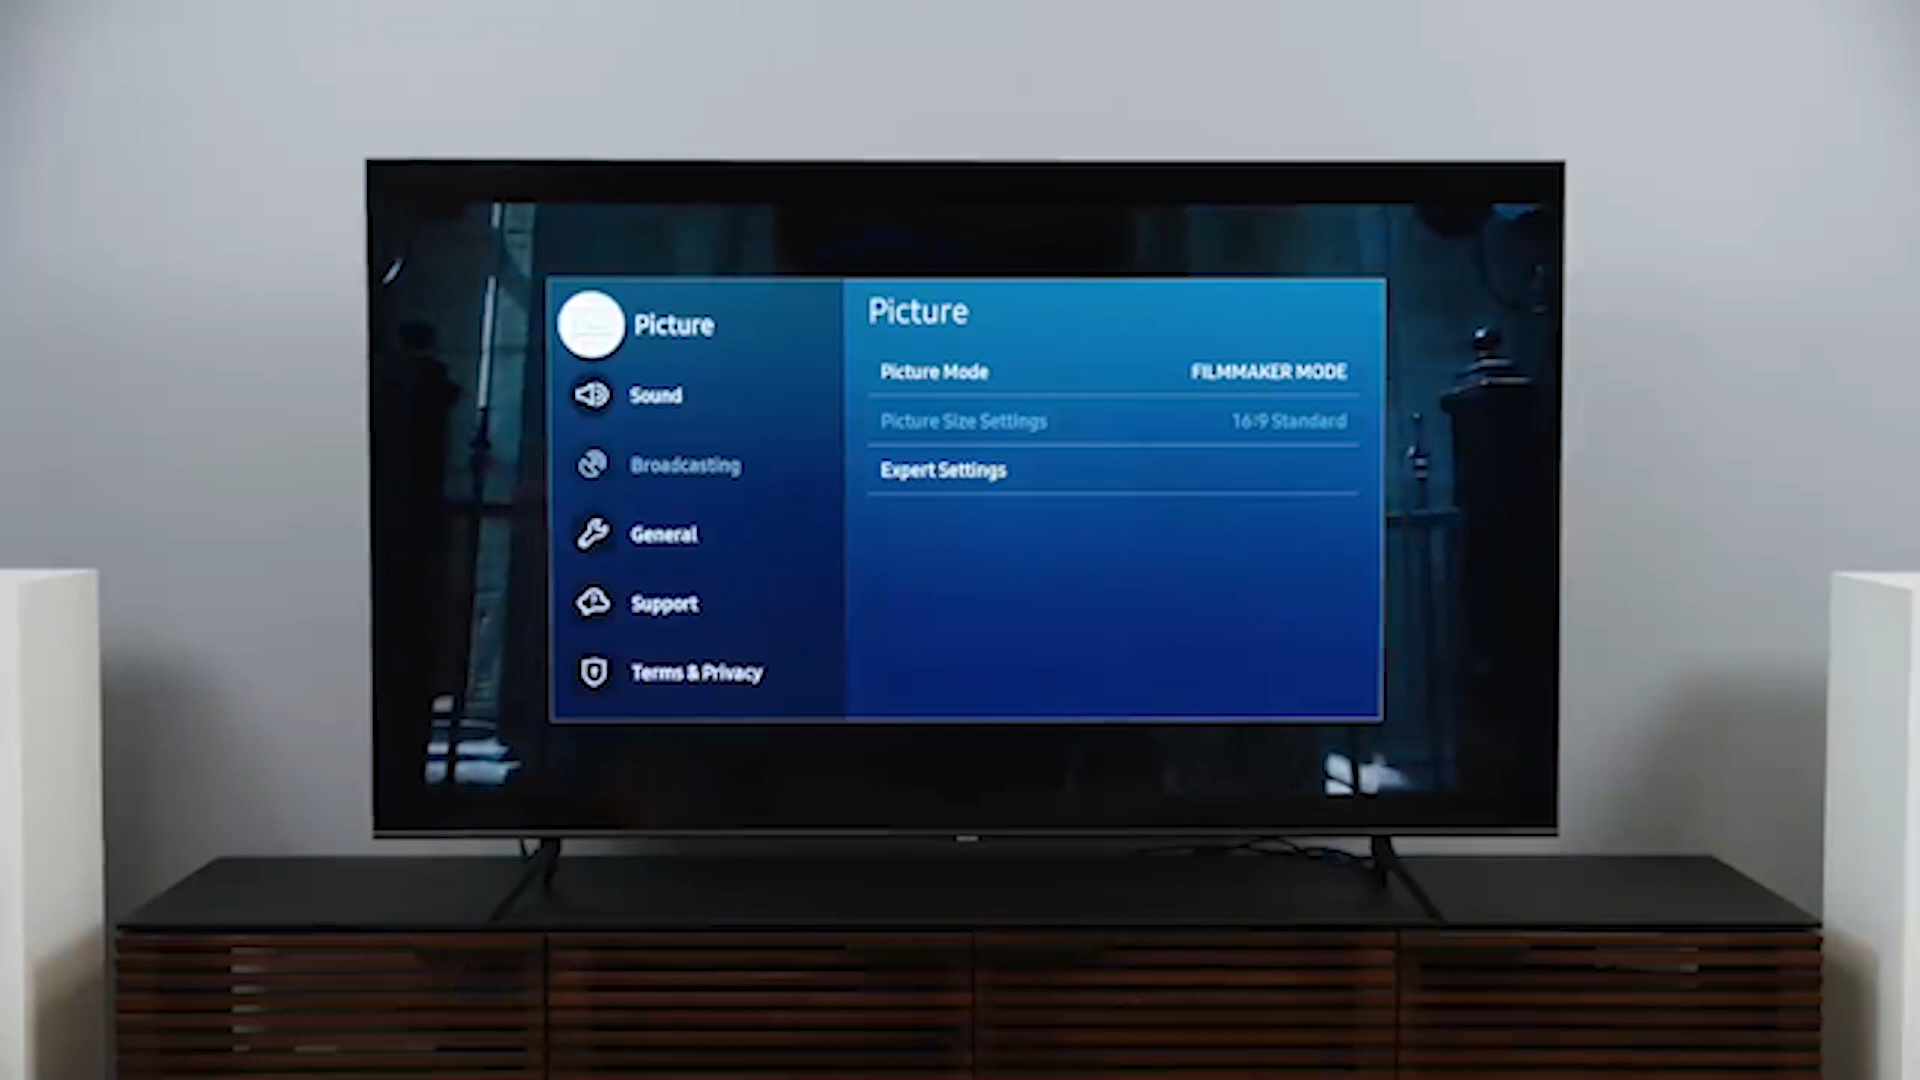 Picture
Sound
Broadcasting
General
Support
Terms & Privacy
Picture
Picture Mode FILMMAKER MODE
Picture Size Settings 16:9 Standard
Expert Settings